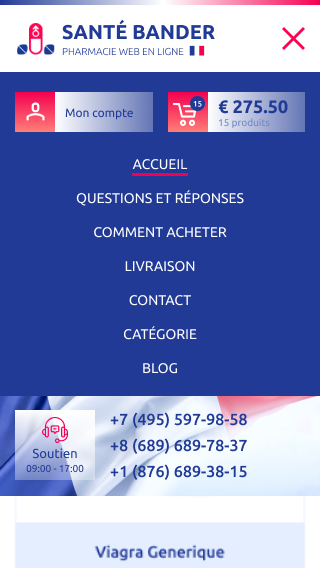 SANTÉ BANDER
PHARMACIE WEB EN LIGNE
Mon compte
15
€ 275.50
15 produits
ACCUEIL
QUESTIONS ET RÉPONSES
COMMENT ACHETER
LIVRAISON
CONTACT
CATÉGORIE
BLOG
Soutien
09:00 - 17:00
+7 (495) 597-98-58
+8 (689) 689-78-37
+1 (876) 689-38-15
Viagra Generique